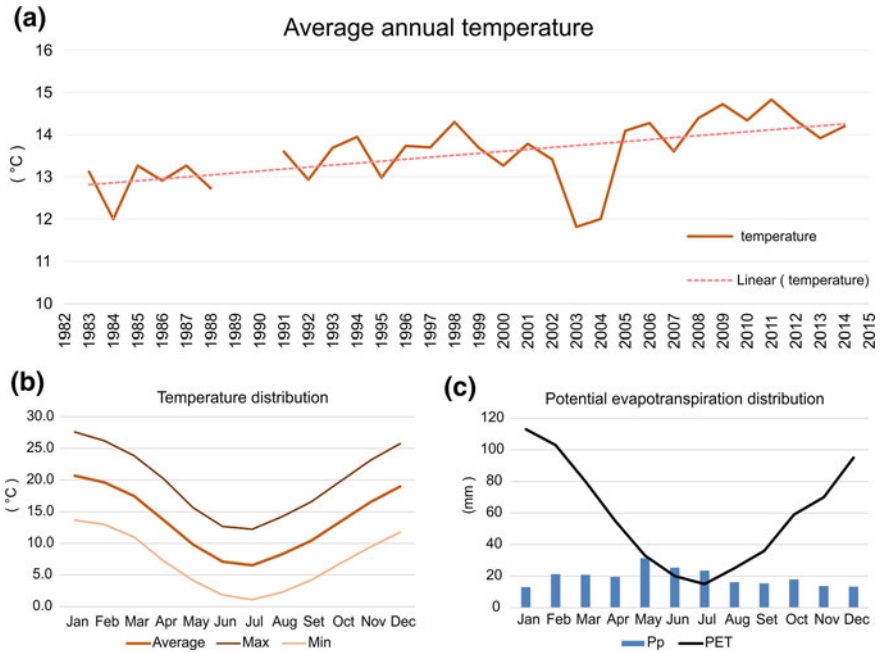 (a)
Average annual temperature
16
15
14
13
12
11
10
( °C)
temperature
Linear ( temperature)
1982 1983 1984 1985 1986 1987 1988 1989 1990 1991 1992 1993 1994 1995 1996 1997 1998 1999 2000 2001 2002 2003 2004 2005 2006 2007 2008 2009 2010 2011 2012 2013 2014 2015
(b)
Temperature distribution
30.0
25.0
20.0
15.0
10.0
5.0
0.0
( °C)
Jan Feb Mar Apr May Jun Jul Aug Set Oct Nov Dec
Average Max Min
(c)
Potential evapotranspiration distribution
120
100
80
60
40
20
0
(mm)
Jan Feb Mar Apr May Jun Jul Aug Set Oct Nov Dec
Pp PET